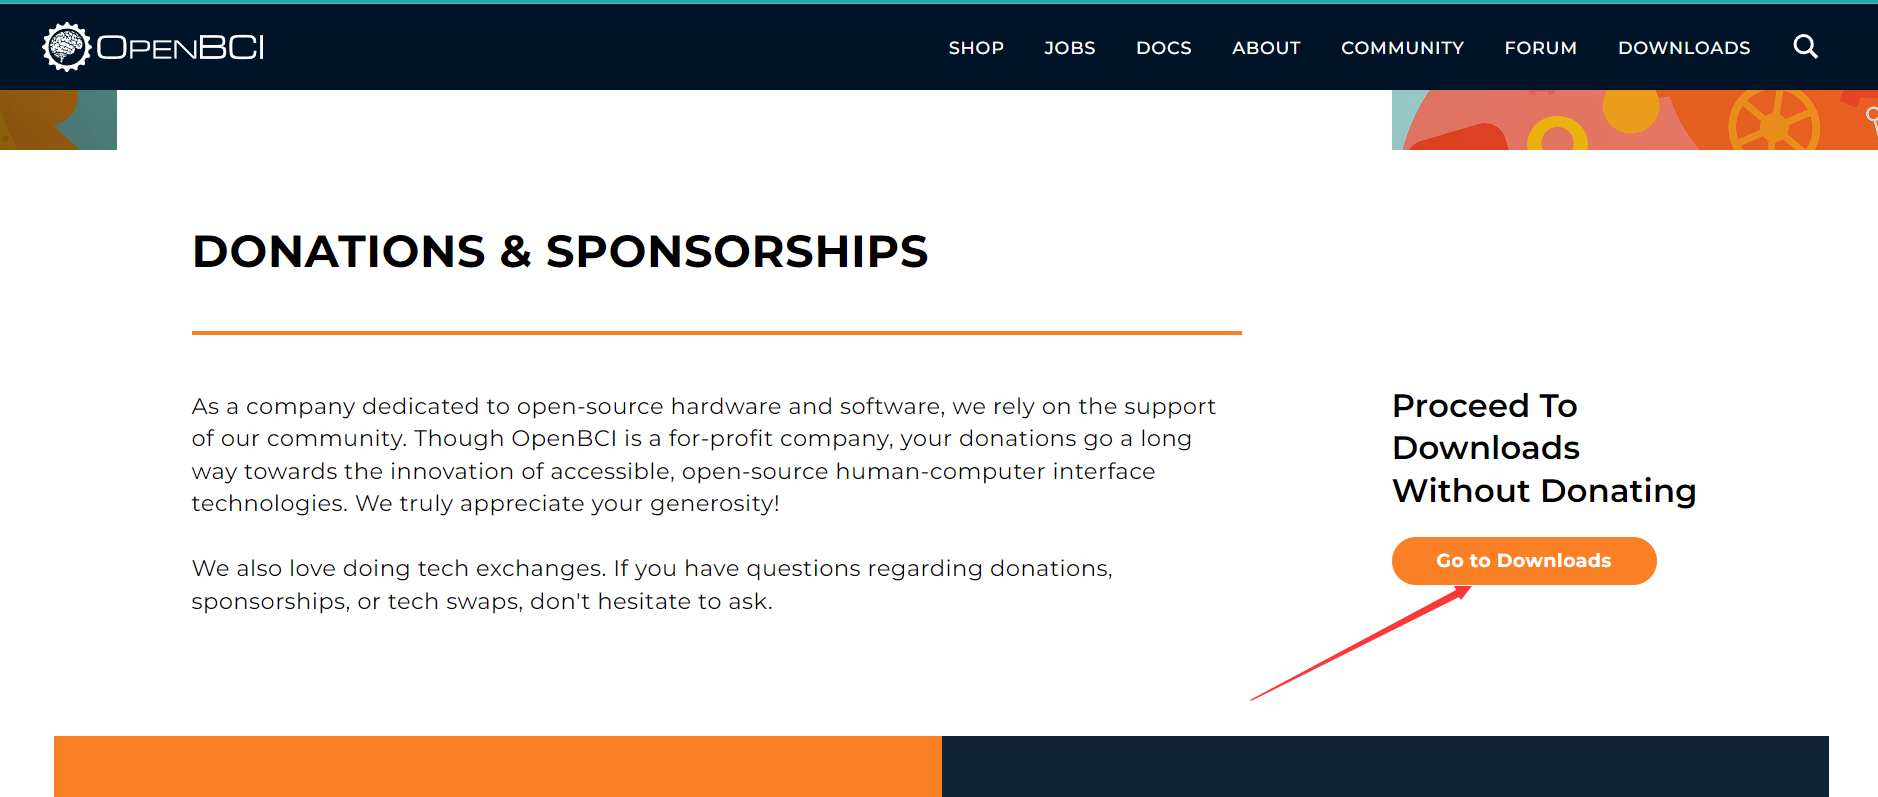 OPENBCI
SHOP
JOBS
DOCS
ABOUT
COMMUNITY
FORUM
DOWNLOADS
DONATIONS & SPONSORSHIPS
As a company dedicated to open-source hardware and software, we rely on the support
of our community. Though OpenBCI is a for-profit company, your donations go a long
way towards the innovation of accessible, open-source human-computer interface
technologies. We truly appreciate your generosity!
We also love doing tech exchanges. If you have questions regarding donations,
sponsorships, or tech swaps, don't hesitate to ask.
Proceed To
Downloads
Without Donating
Go to Downloads